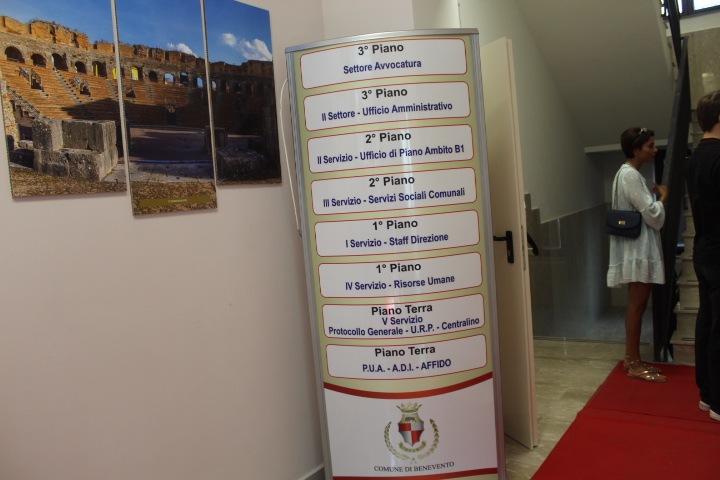 3° Piano
Settore Avvocatura
3° Piano
II Settore - Ufficio Amministrativo
2° Piano
II Servizio - Ufficio di Piano Ambito B1
2° Piano
III Servizio - Servizi Sociali Comunali
1° Piano
I Servizio - Staff Direzione
1° Piano
IV Servizio - Risorse Umane
Piano Terra
V Servizio
Protocollo Generale - U.R.P. - Centralino
Piano Terra
P.U.A. - A.D.I. - AFFIDO
COMUNE DI BENEVENTO